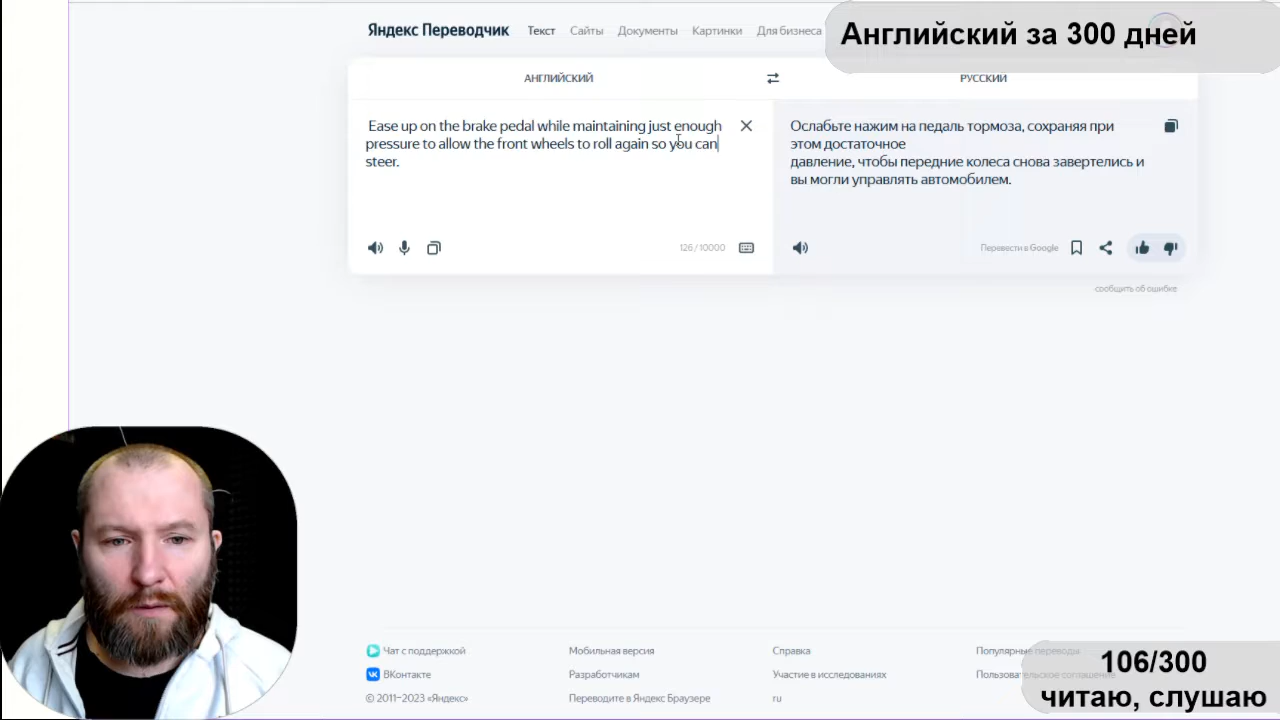 Яндекс Переводчик Текст Сайты Документы Картинки Для бизнеса
Английский за 300 дней
АНГЛИЙСКИЙ РУССКИЙ
Ease up on the brake pedal while maintaining just enough
pressure to allow the front wheels to roll again so you can
steer.
Ослабьте нажим на педаль тормоза, сохраняя при
этом достаточное
давление, чтобы передние колеса снова завертелись и
вы могли управлять автомобилем.
126 / 10000
Перевести в Google
сообщить об ошибке
Чат с поддержкой Мобильная версия Справка Популярные переводы
ВКонтакте Разработчикам Участие в исследованиях Пользовательское соглашение
© 2011–2023 «Яндекс» Переводите в Яндекс Браузере ru
106/300
читаю, слушаю